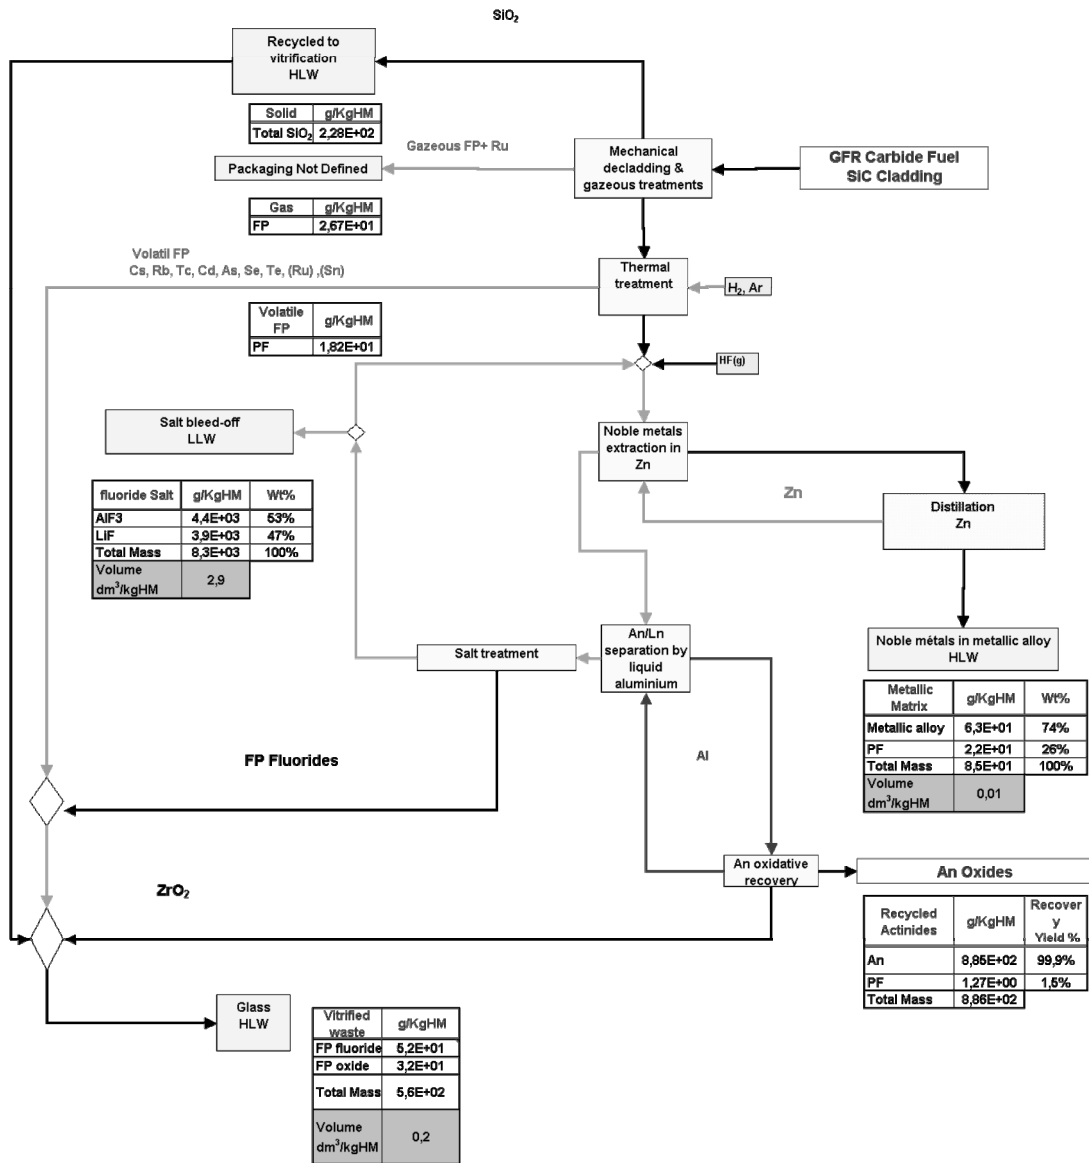 SiO₂
Recycled to
vitrification
HLW
Solid g/KgHM
Total SiO₂ 2,28E+02
Gazeous FP+ Ru
Mechanical
decladding &
gazeous treatments
GFR Carbide Fuel
SiC Cladding
Packaging Not Defined
Gas g/KgHM
FP 2,67E+01
Volatil FP
Cs, Rb, Tc, Cd, As, Se, Te, (Ru) ,(Sn)
Thermal
treatment
H₂, Ar
Volatile
FP g/KgHM
PF 1,82E+01
HF(g)
Salt bleed-off
LLW
Noble metals
extraction in
Zn
Zn
Distillation
Zn
fluoride Salt g/KgHM Wt%
AlF3 4,4E+03 53%
LiF 3,9E+03 47%
Total Mass 8,3E+03 100%
Volume
dm³/kgHM 2,9
Salt treatment
An/Ln
separation by
liquid
aluminium
Noble métals in metallic alloy
HLW
Metallic
Matrix g/KgHM Wt%
Metallic alloy 6,3E+01 74%
PF 2,2E+01 26%
Total Mass 8,5E+01 100%
Volume
dm³/kgHM 0,01
FP Fluorides
Al
An oxidative
recovery
An Oxides
ZrO₂
Recycled
Actinides g/KgHM Recover
y
Yield %
An 8,85E+02 99,9%
PF 1,27E+00 1,5%
Total Mass 8,86E+02
Glass
HLW
Vitrified
waste g/KgHM
FP fluoride 5,2E+01
FP oxide 3,2E+01
Total Mass 5,6E+02
Volume
dm³/kgHM 0,2